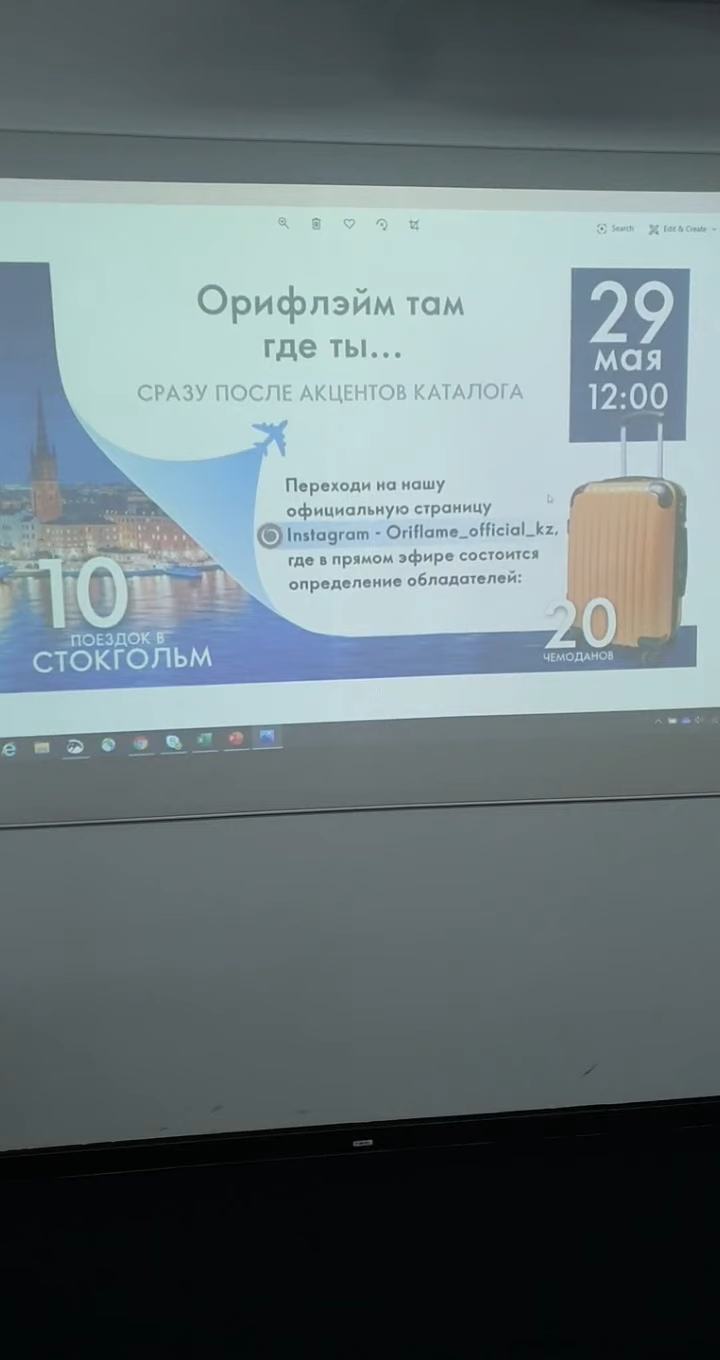 Search
Edit & Create
Орифлэйм там
где ты...
СРАЗУ ПОСЛЕ АКЦЕНТОВ КАТАЛОГА
29
мая
12:00
Переходи на нашу
официальную страницу
Instagram - Oriflame_official_kz,
где в прямом эфире состоится
определение обладателей:
10
ПОЕЗДОК В
СТОКГОЛЬМ
20
ЧЕМОДАНОВ